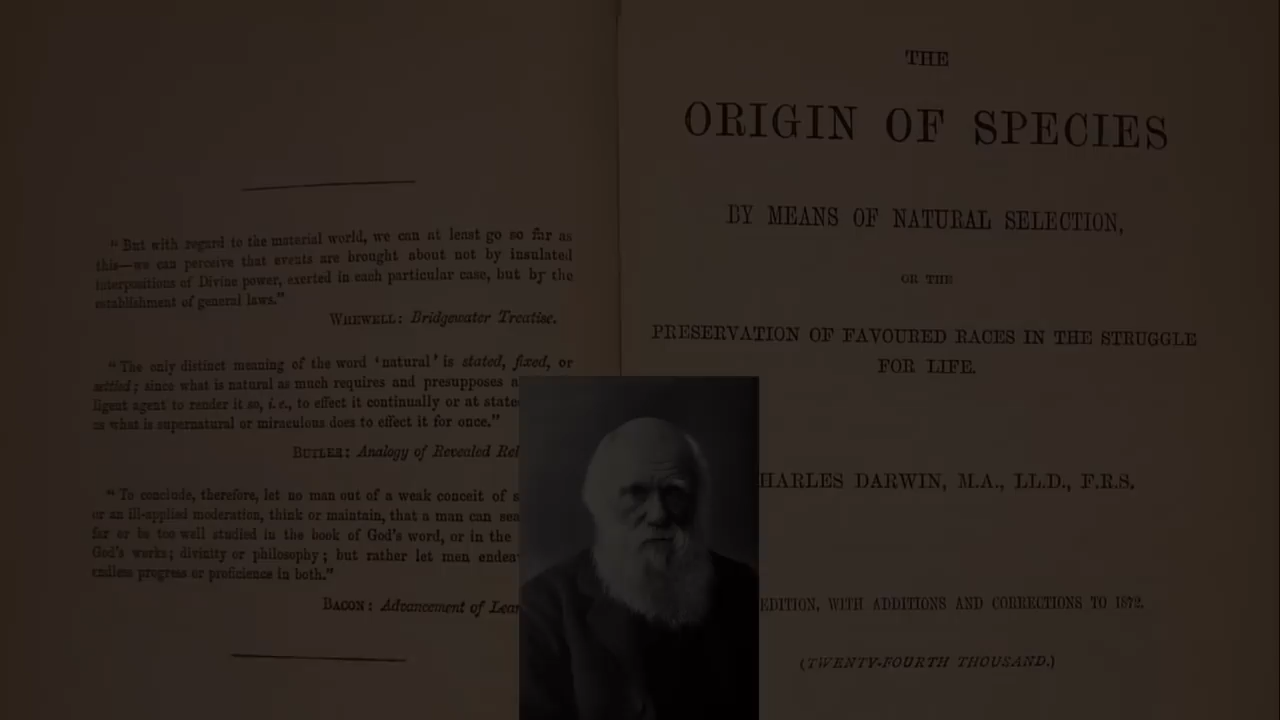 "But with regard to the material world, we can at least go so far as
this—we can perceive that events are brought about not by insulated
interpositions of Divine power, exerted in each particular case, but by the
establishment of general laws."
WHEWELL: Bridgewater Treatise.
"The only distinct meaning of the word 'natural' is stated, fixed, or
settled; since what is natural as much requires and presupposes a
ligent agent to render it so, i.e., to effect it continually or at state
as what is supernatural or miraculous does to effect it for once."
BUTLER: Analogy of Revealed Rel
"To conclude, therefore, let no man out of a weak conceit of s
or an ill-applied moderation, think or maintain, that a man can sea
far or be too well studied in the book of God's word, or in the
God's works; divinity or philosophy; but rather let men endea
endless progress or proficience in both."
BACON: Advancement of Lear
THE
ORIGIN OF SPECIES
BY MEANS OF NATURAL SELECTION,
OR THE
PRESERVATION OF FAVOURED RACES IN THE STRUGGLE
FOR LIFE.
HARLES DARWIN, M.A., LL.D., F.R.S.
EDITION, WITH ADDITIONS AND CORRECTIONS TO 1872.
(TWENTY-FOURTH THOUSAND.)